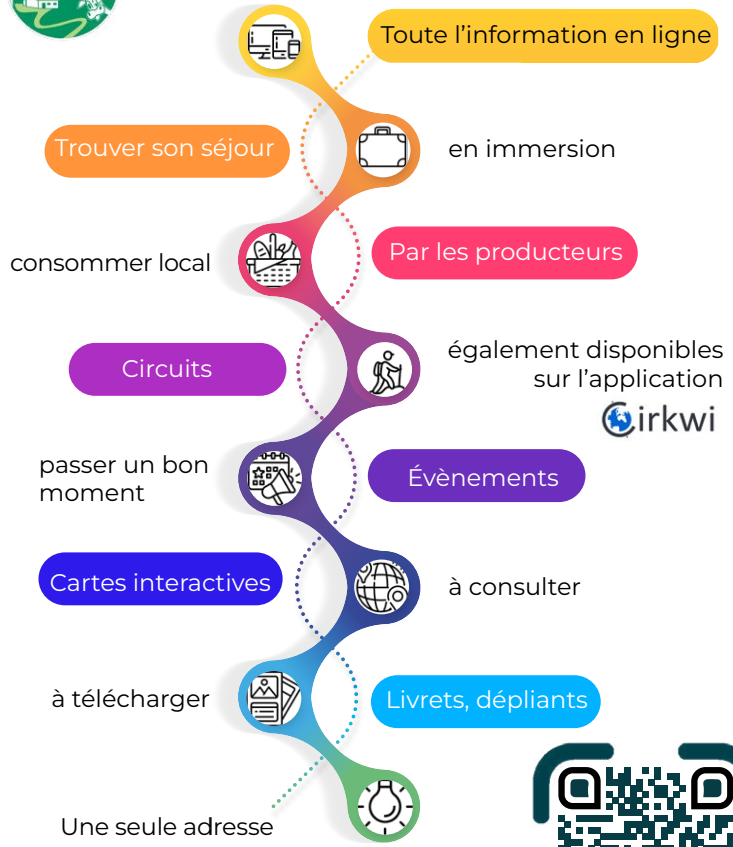 Toute l'information en ligne
Trouver son séjour
en immersion
consommer local
Par les producteurs
Circuits
également disponibles
sur l'application
Cirkwi
passer un bon
moment
Évènements
Cartes interactives
à consulter
à télécharger
Livrets, dépliants
Une seule adresse